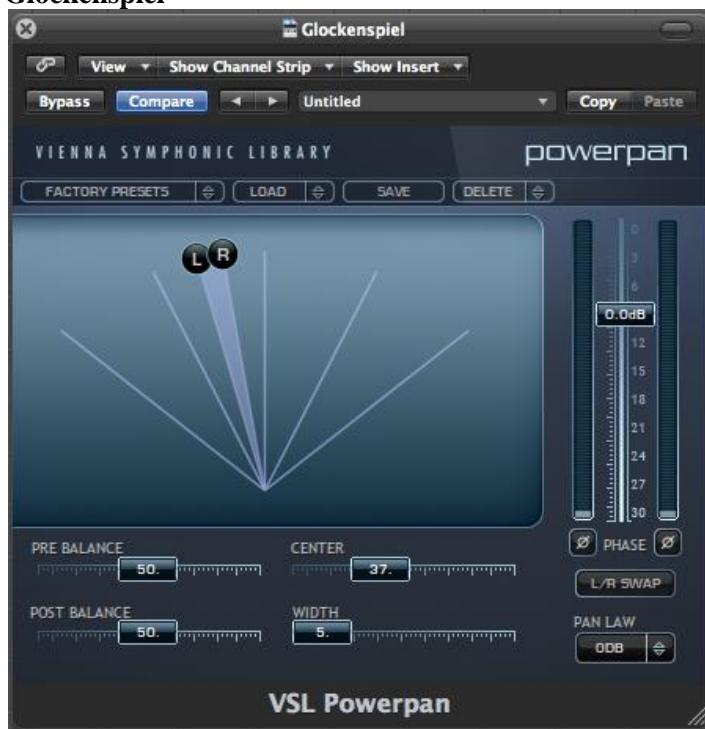 Glockenspiel
Glockenspiel
View Show Channel Strip Show Insert
Bypass Compare Untitled Copy Paste
VIENNA SYMPHONIC LIBRARY powerpan
FACTORY PRESETS LOAD SAVE DELETE
L R
0
3
6
0.0dB
12
15
18
21
24
27
30
PRE BALANCE CENTER Ø PHASE Ø
50. 37.
L/R SWAP
POST BALANCE WIDTH PAN LAW
50. 5.
0DB
VSL Powerpan